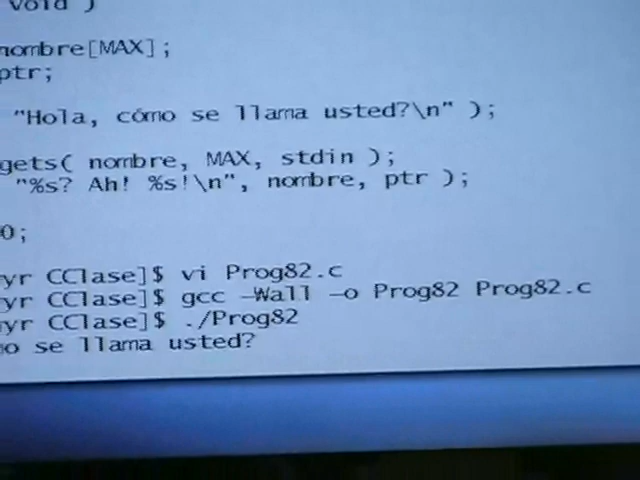 void )
nombre[MAX];
ptr;
"Hola, cómo se llama usted?\n" );
gets( nombre, MAX, stdin );
"%s? Ah! %s!\n", nombre, ptr );
0;
yr CClase]$ vi Prog82.c
yr CClase]$ gcc -Wall -o Prog82 Prog82.c
yr CClase]$ ./Prog82
o se llama usted?